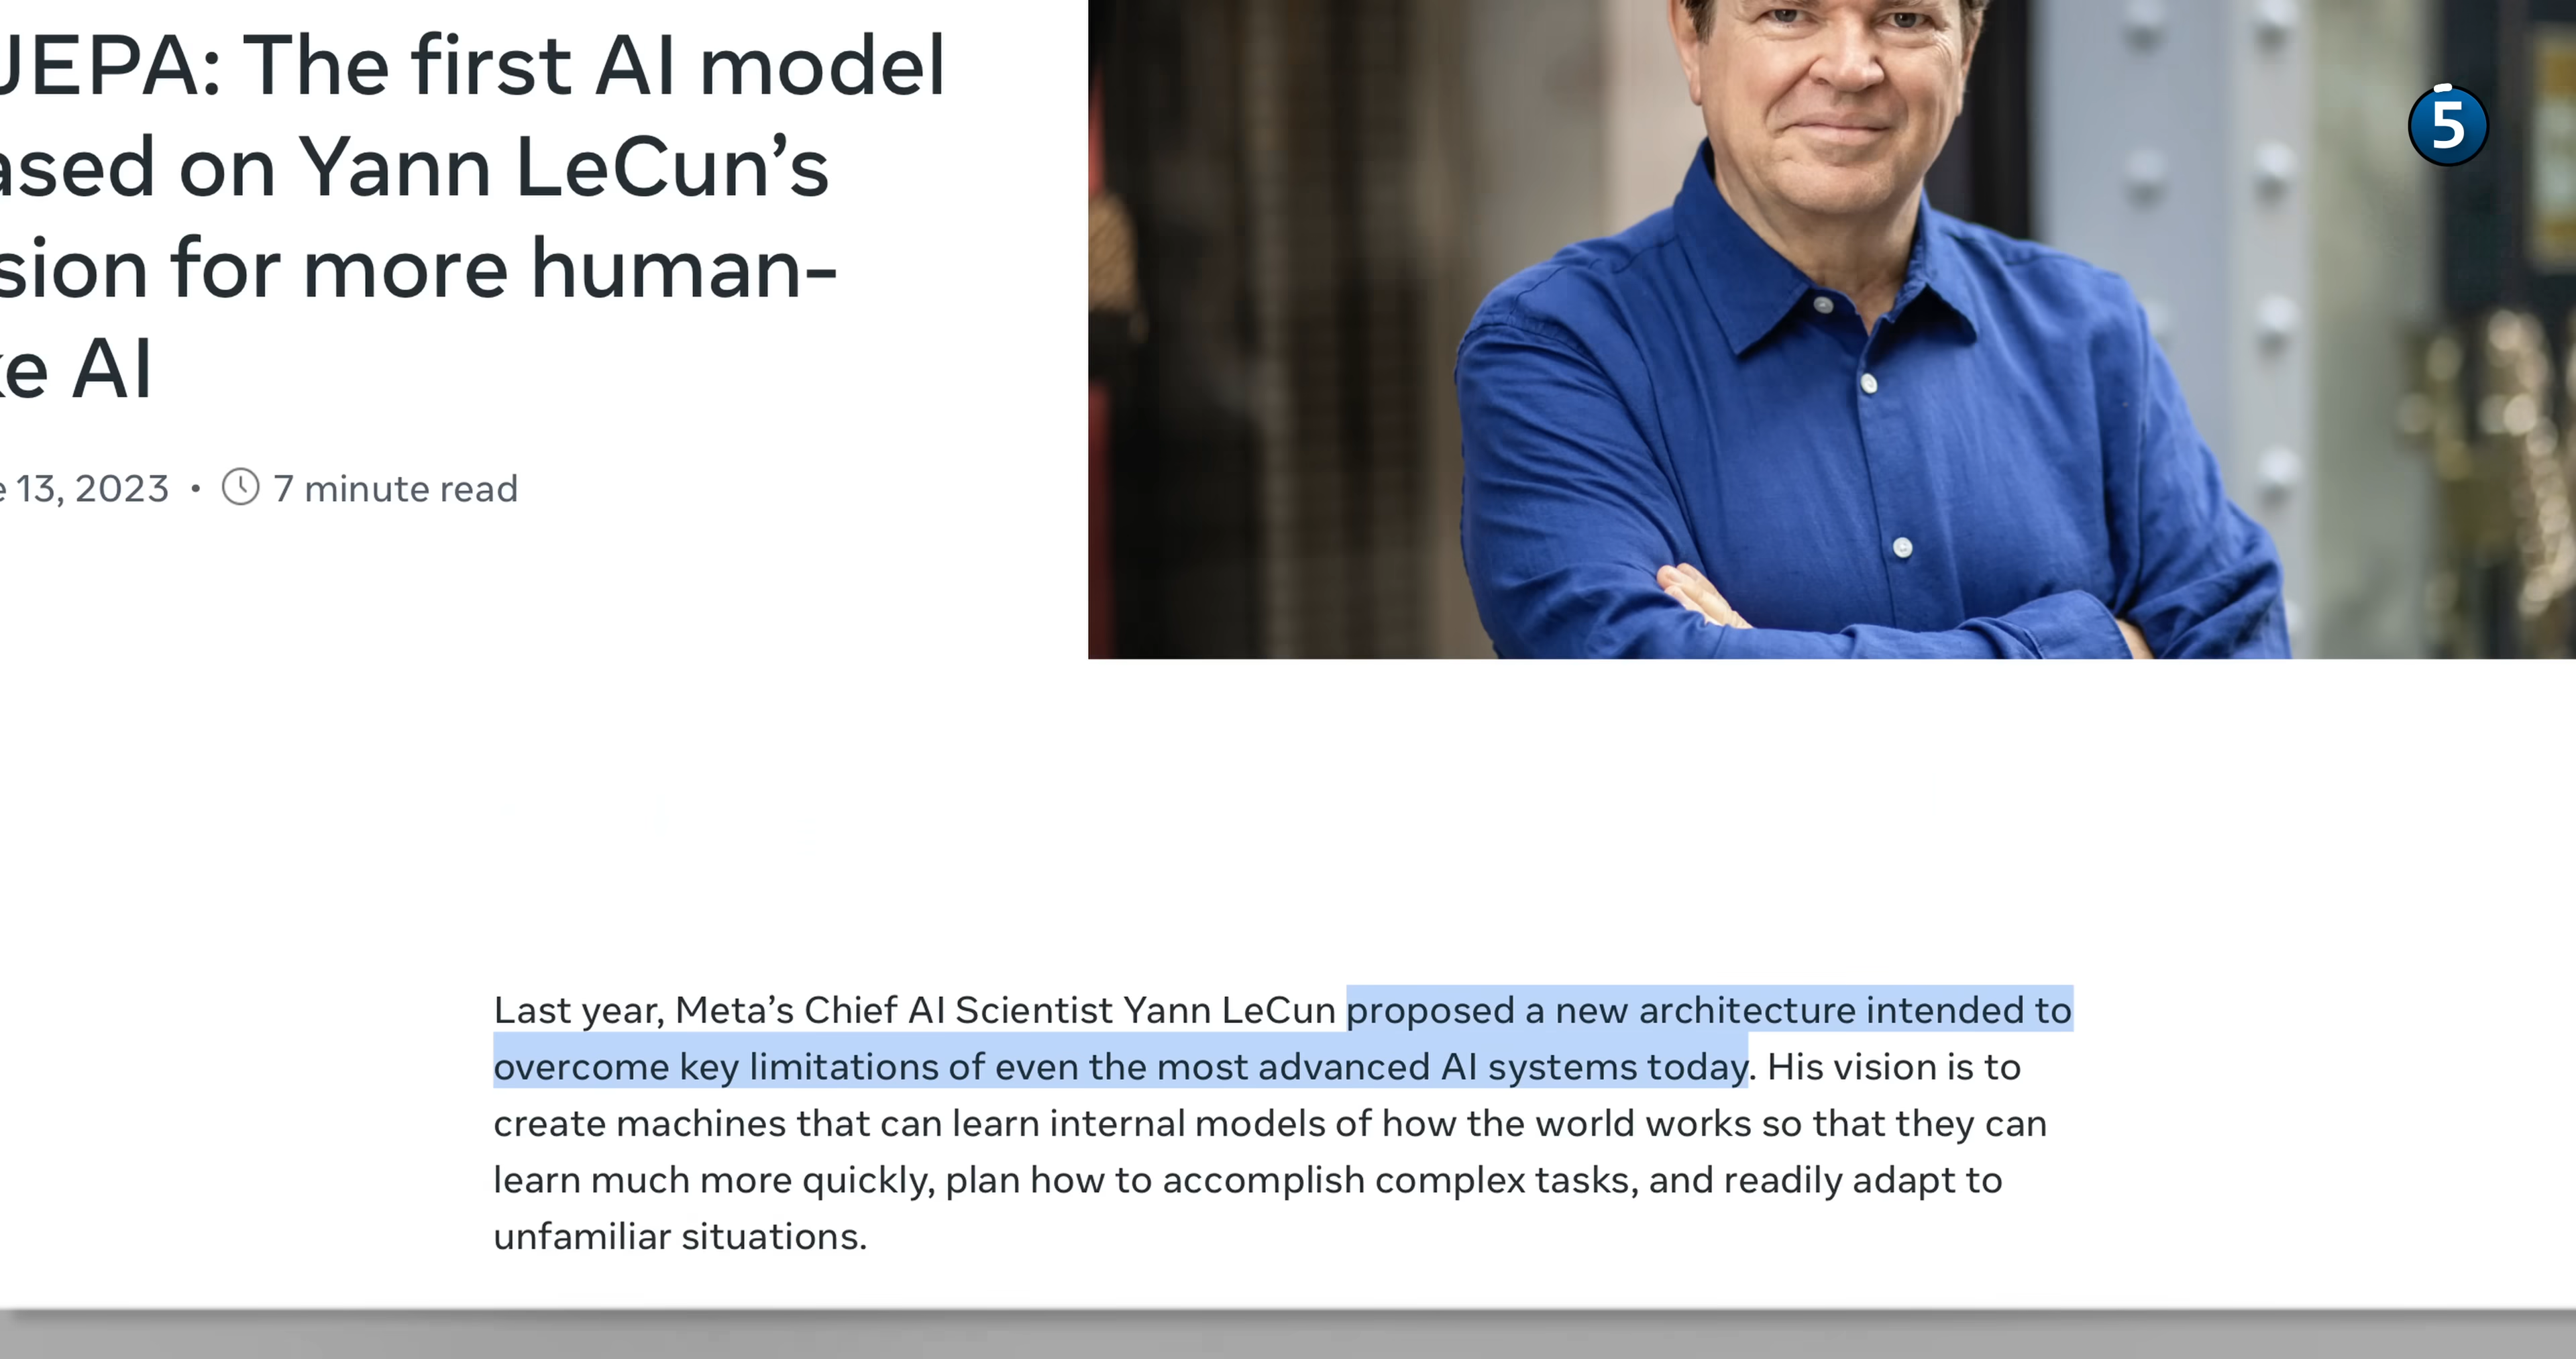 JEPA: The first AI model
ased on Yann LeCun’s
sion for more human-
ke AI
e 13, 2023 • 7 minute read
5
Last year, Meta’s Chief AI Scientist Yann LeCun proposed a new architecture intended to
overcome key limitations of even the most advanced AI systems today. His vision is to
create machines that can learn internal models of how the world works so that they can
learn much more quickly, plan how to accomplish complex tasks, and readily adapt to
unfamiliar situations.